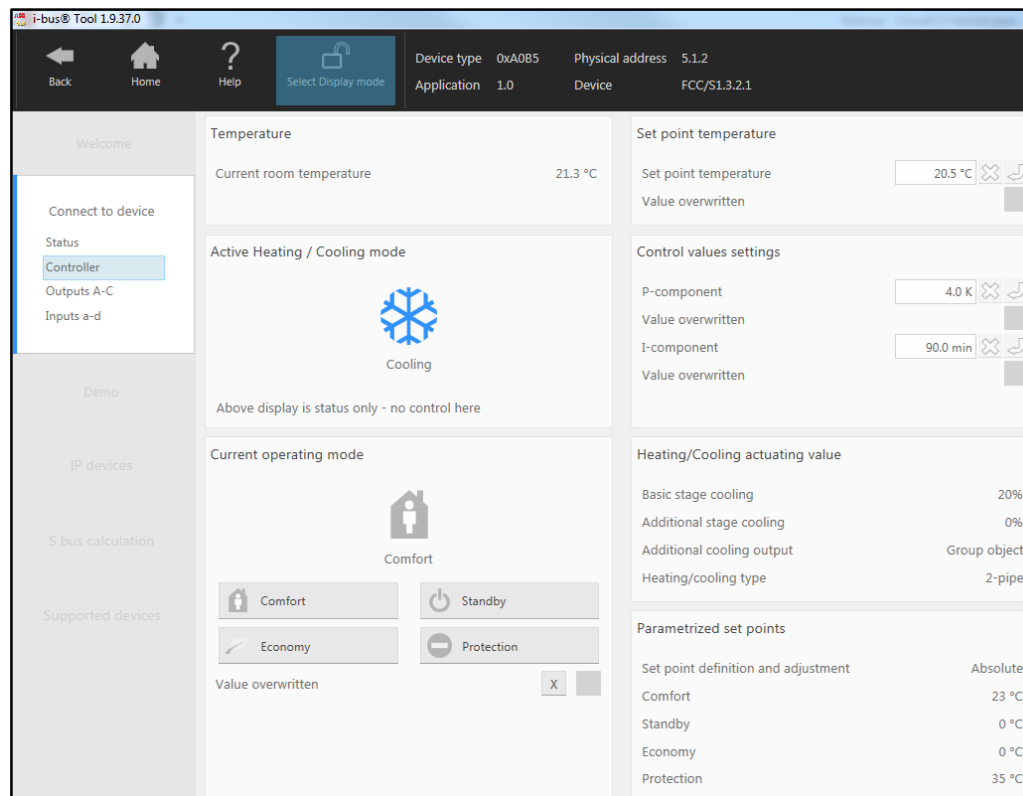 i-bus® Tool 1.9.37.0
Back
Home
Help
Select Display mode
Device type 0xA0B5 Physical address 5.1.2
Application 1.0 Device FCC/S1.3.2.1
Welcome
Connect to device
Status
Controller
Outputs A-C
Inputs a-d
Demo
IP devices
S bus calculation
Supported devices
Temperature
Current room temperature 21.3 °C
Active Heating / Cooling mode
Cooling
Above display is status only - no control here
Current operating mode
Comfort
Comfort
Standby
Economy
Protection
Value overwritten X
Set point temperature
Set point temperature 20.5 °C
Value overwritten
Control values settings
P-component 4.0 K
Value overwritten
I-component 90.0 min
Value overwritten
Heating/Cooling actuating value
Basic stage cooling 20%
Additional stage cooling 0%
Additional cooling output Group object
Heating/cooling type 2-pipe
Parametrized set points
Set point definition and adjustment Absolute
Comfort 23 °C
Standby 0 °C
Economy 0 °C
Protection 35 °C